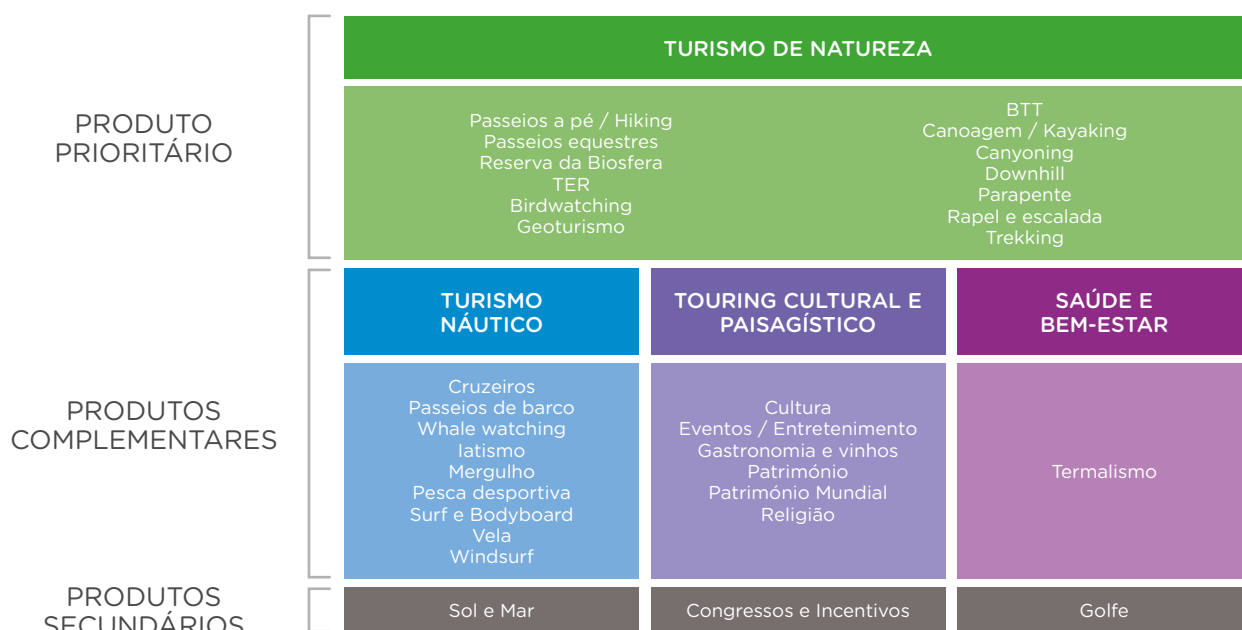 PRODUTO
PRIORITÁRIO
TURISMO DE NATUREZA
Passeios a pé / Hiking
Passeios equestres
Reserva da Biosfera
TER
Birdwatching
Geoturismo
BTT
Canoagem / Kayaking
Canyoning
Downhill
Parapente
Rapel e escalada
Trekking
PRODUTOS
COMPLEMENTARES
TURISMO
NÁUTICO
Cruzeiros
Passeios de barco
Whale watching
Iatismo
Mergulho
Pesca desportiva
Surf e Bodyboard
Vela
Windsurf
TOURING CULTURAL E
PAISAGÍSTICO
Cultura
Eventos / Entretenimento
Gastronomia e vinhos
Património
Património Mundial
Religião
SAÚDE E
BEM-ESTAR
Termalismo
PRODUTOS
SECUNDÁRIOS
Sol e Mar
Congressos e Incentivos
Golfe